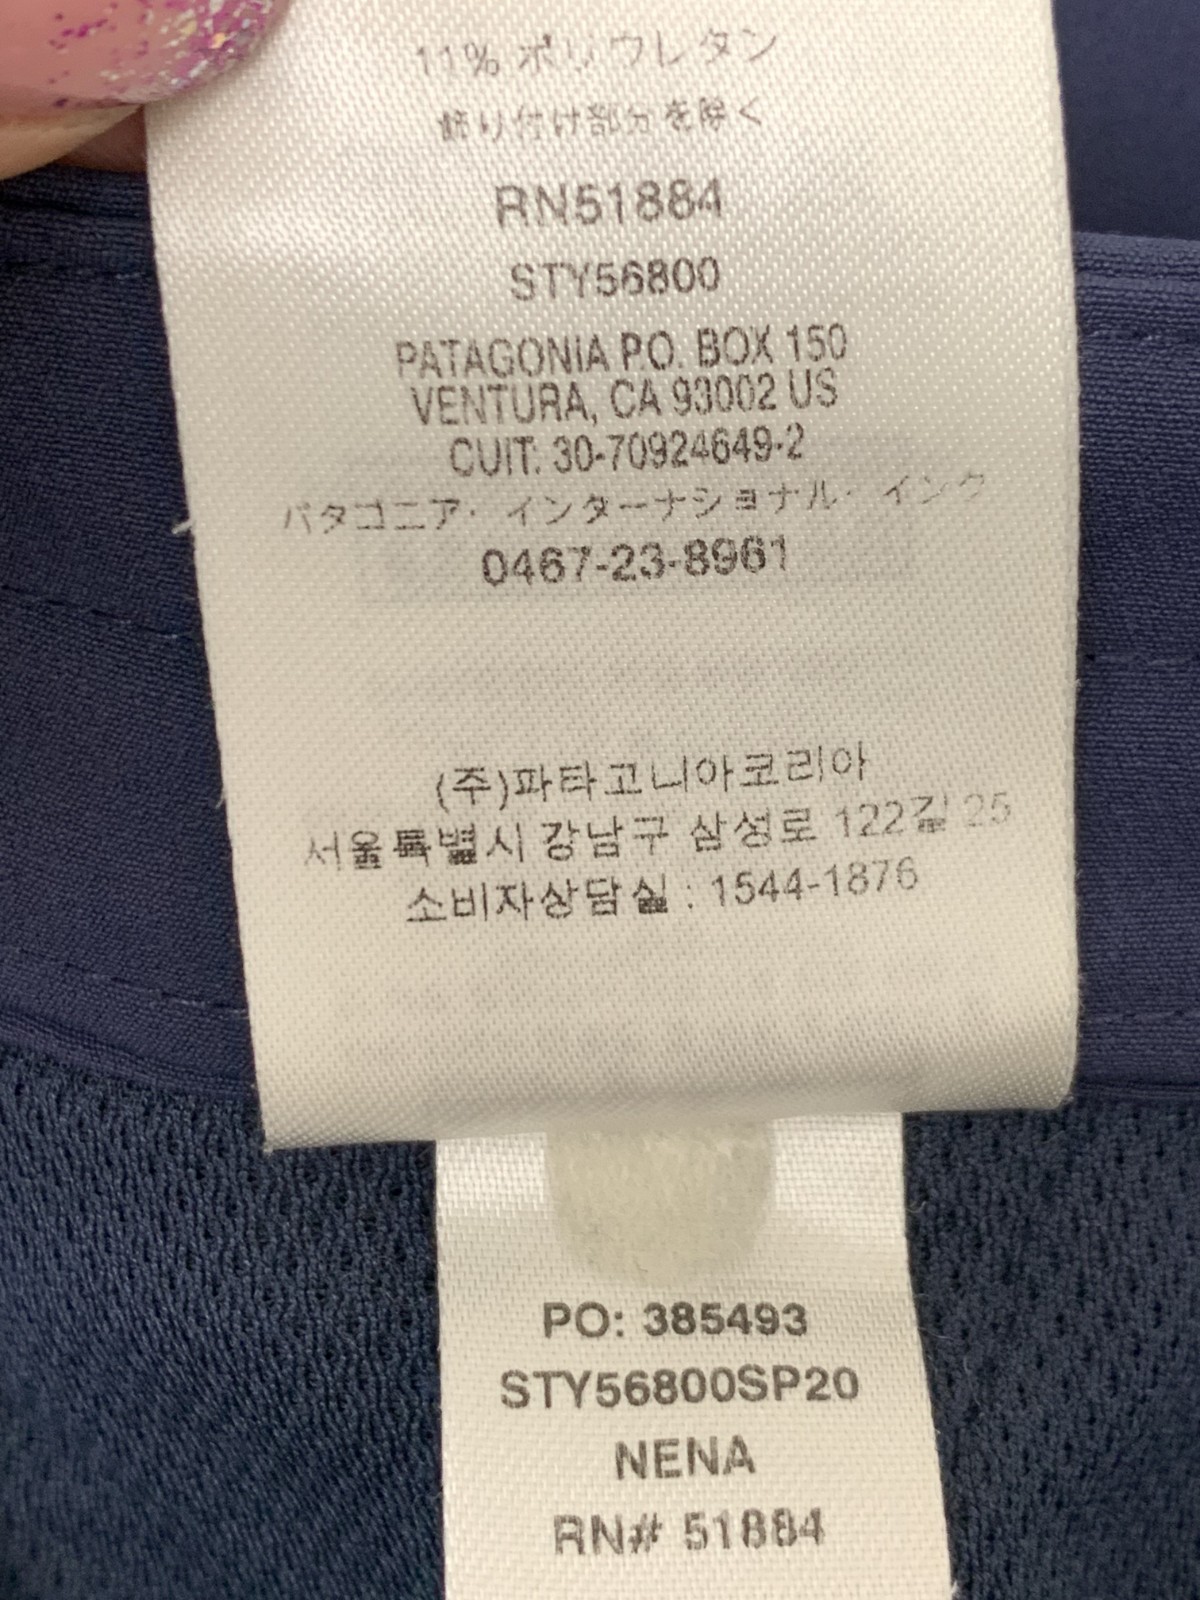 11% ポリウレタン
飾り付け部分を除く
RN51884
STY56800
PATAGONIA P.O. BOX 150
VENTURA, CA 93002 US
CUIT: 30-70924649-2
パタゴニア・インターナショナル・インク
0467-23-8961
(주)파타고니아코리아
서울특별시 강남구 삼성로 122길 25
소비자상담실 : 1544-1876
PO: 385493
STY56800SP20
NENA
RN# 51884